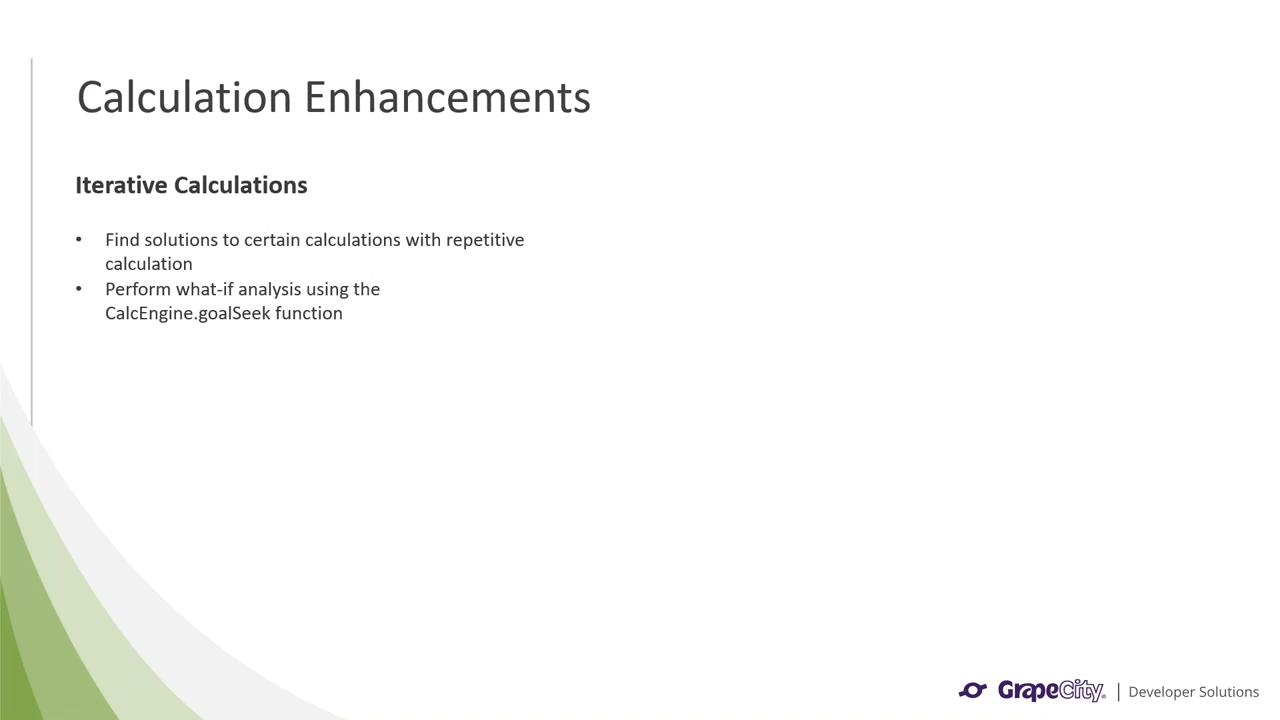 Calculation Enhancements
Iterative Calculations
• Find solutions to certain calculations with repetitive
calculation
• Perform what-if analysis using the
CalcEngine.goalSeek function
GrapeCity | Developer Solutions